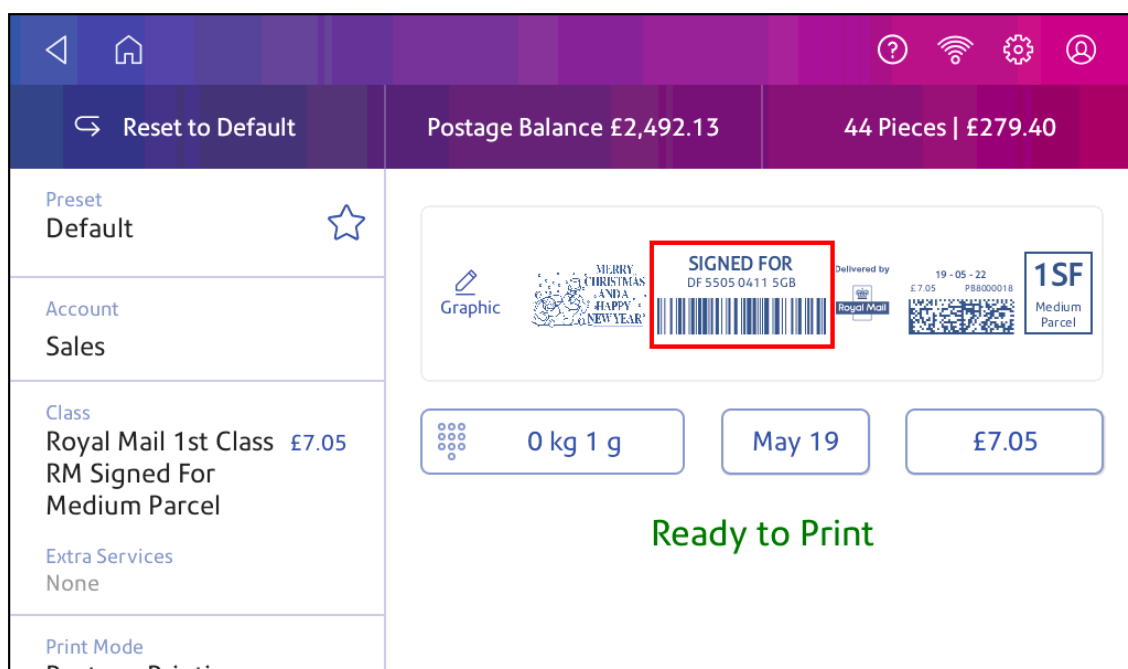 Reset to Default
Postage Balance £2,492.13
44 Pieces | £279.40
Preset
Default
Account
Sales
Class
Royal Mail 1st Class £7.05
RM Signed For
Medium Parcel
Extra Services
None
Print Mode
Graphic
MERRY
CHRISTMAS
AND A
HAPPY
NEW YEAR
SIGNED FOR
DF 5505 0411 5GB
Delivered by
Royal Mail
19 - 05 - 22
£7.05 PB8000018
1SF
Medium
Parcel
0 kg 1 g
May 19
£7.05
Ready to Print